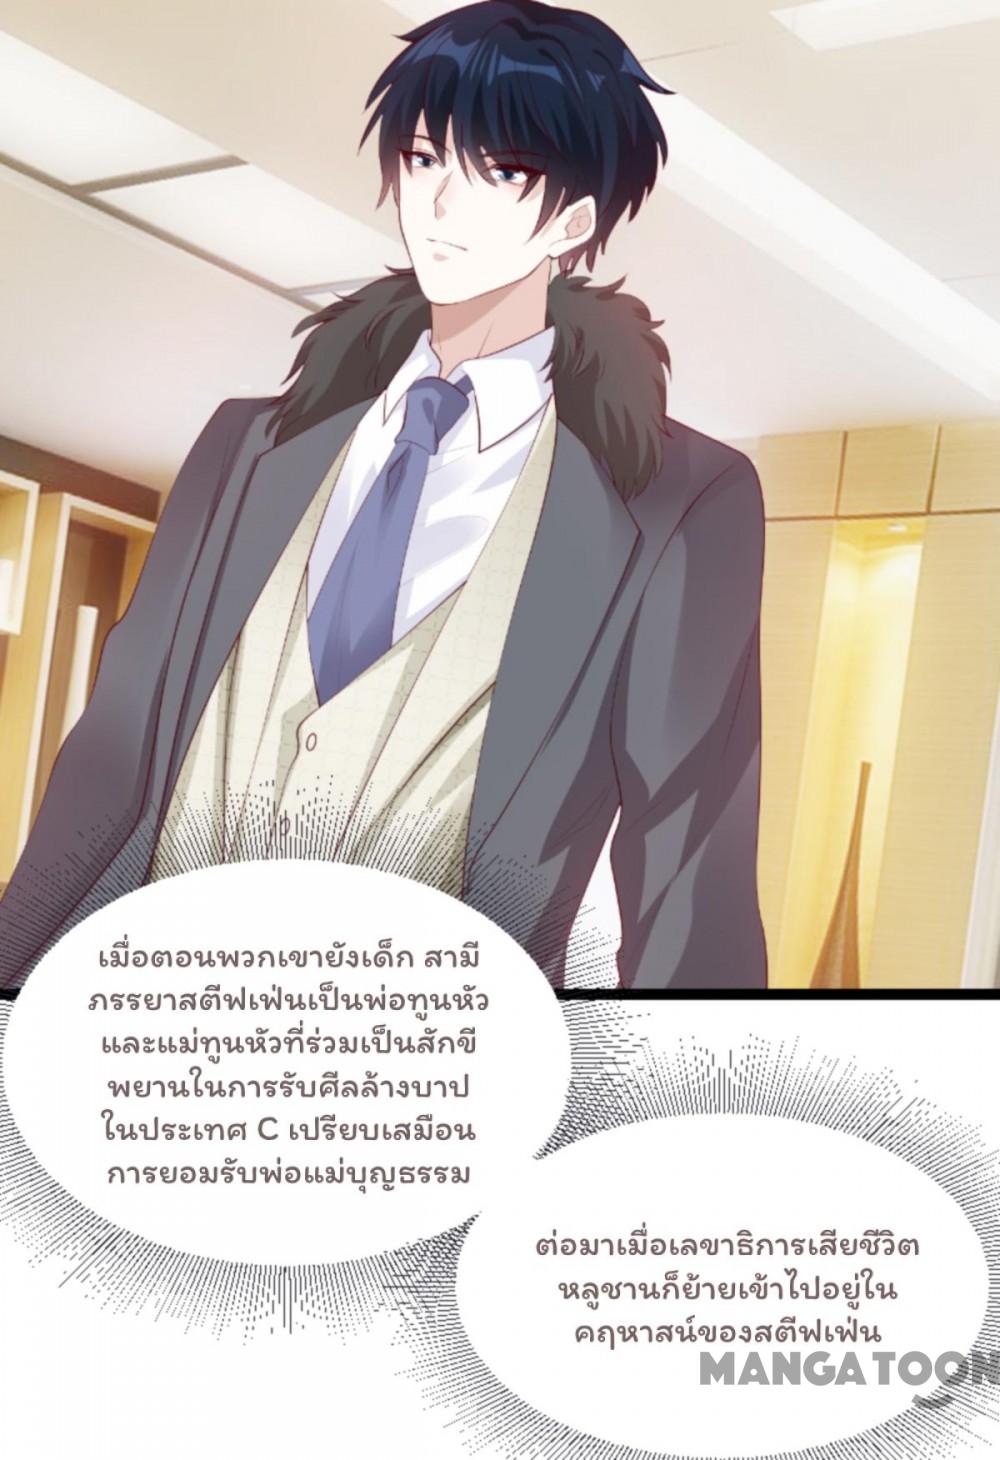 เมื่อตอนพวกเขายังเด็ก สามี
ภรรยาสตีฟเฟ่นเป็นพ่อทูนหัว
และแม่ทูนหัวที่ร่วมเป็นสักขี
พยานในการรับศีลล้างบาป
ในประเทศ C เปรียบเสมือน
การยอมรับพ่อแม่บุญธรรม
ต่อมาเมื่อเลขาธิการเสียชีวิต
หลูชานก็ย้ายเข้าไปอยู่ใน
คฤหาสน์ของสตีฟเฟ่น
MANGATOON